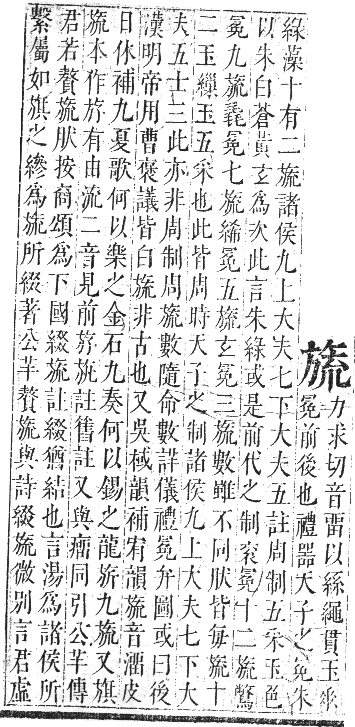 旒 力求切音畱以絲繩貫玉垂
冕前後也禮器天子之冕朱
綠藻十有二旒諸侯九上大夫七下大夫五註周制五采玉色
以朱白蒼黃玄為次此言朱綠或是前代之制衮冕十二旒鷩
冕九旒毳冕七旒絺冕五旒玄冕三旒數雖不同肰皆每旒十
二玉繅玉五采也此皆周時天子之制諸侯九上大夫七下大
夫五士三此亦非周制周旒數隨命數詳儀禮冕弁圖或曰後
漢明帝用曹褒議皆白旒非古也又吳棫韻補宥韻旒音溜皮
日休補九夏歌何以樂之金石九奏何以錫之龍旂九旒又旗
旒本作斿有由旒二音見前斿註舊註又與瘤同引公羊傳
君若贅旒肰按商頌為下國綴旒註綴猶結也言湯為諸侯所
繫屬如旗之縿為旒所綴著公羊贅旒與詩綴旒微別言君虛